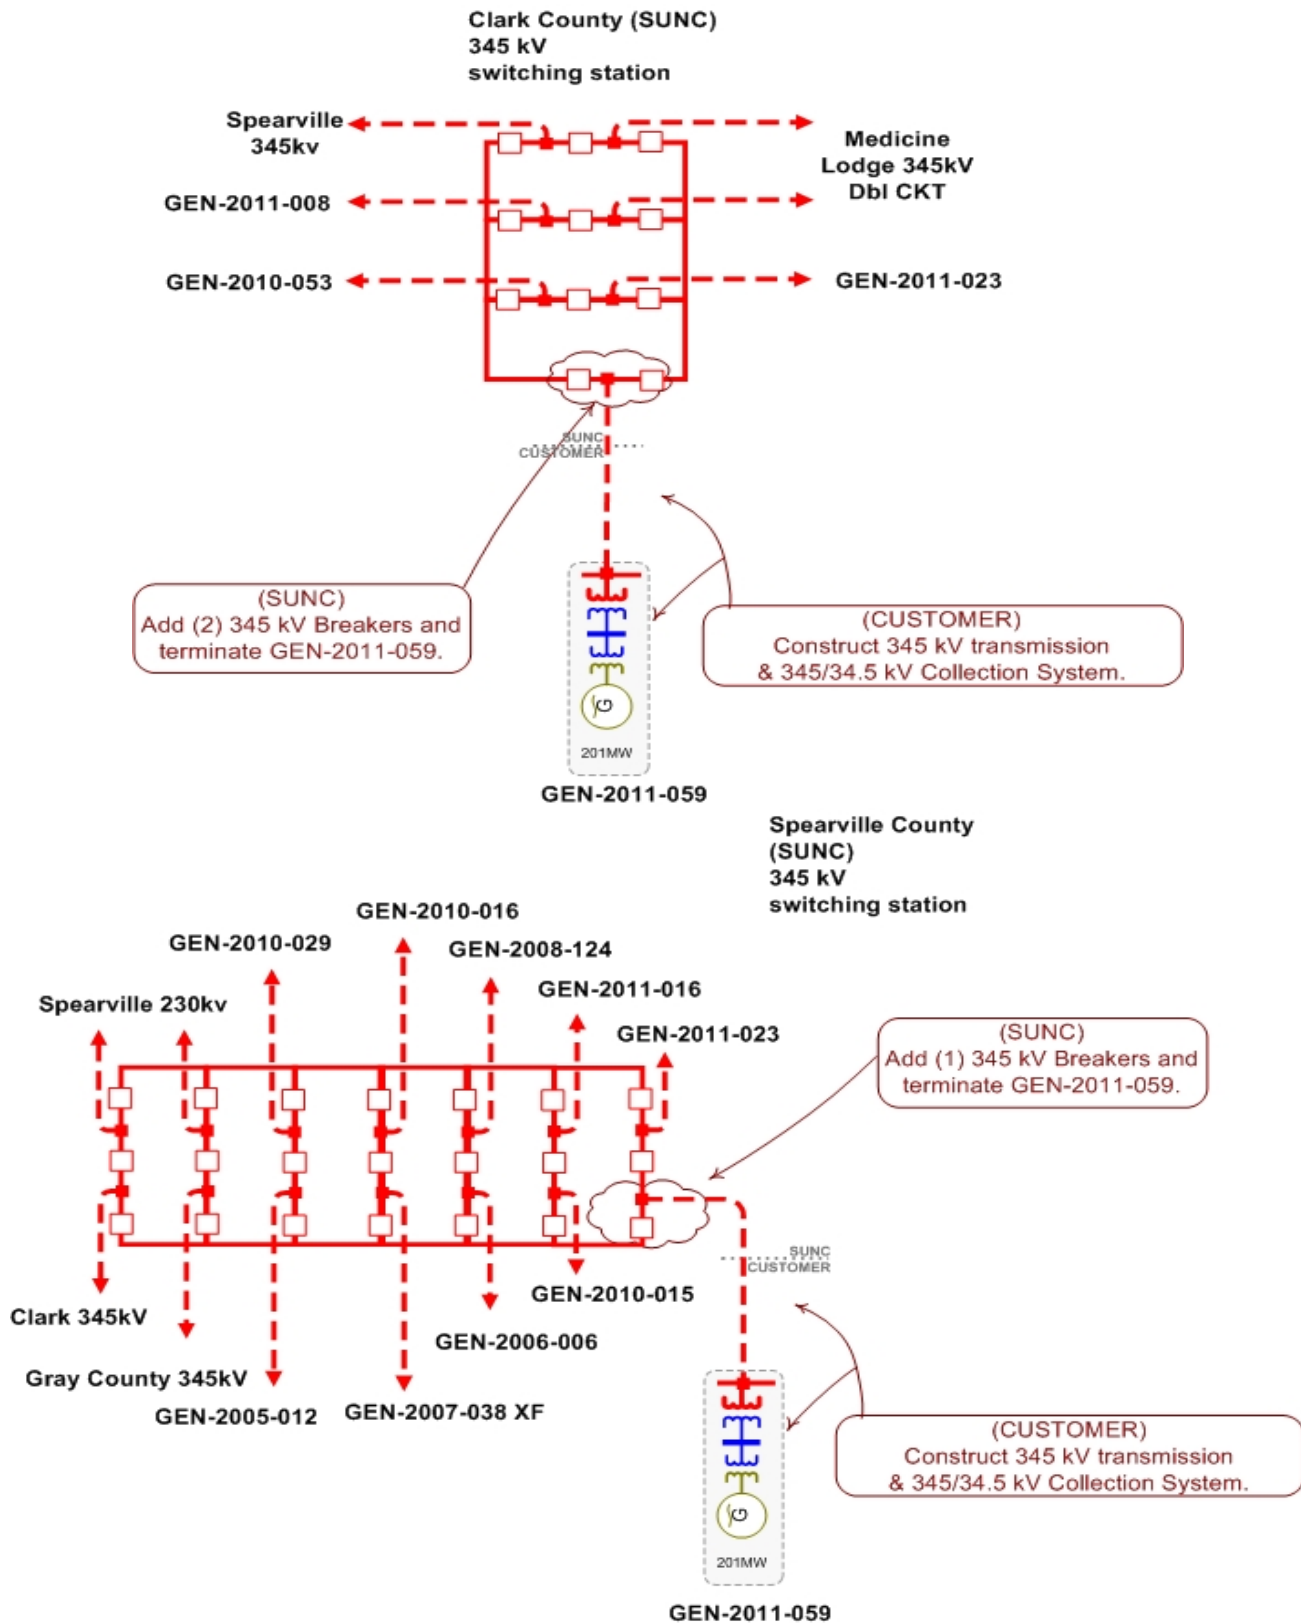 Clark County (SUNC)
345 kV
switching station
Spearville
345kv
Medicine
Lodge 345kV
Dbl CKT
GEN-2011-008
GEN-2010-053
GEN-2011-023
SUNC
CUSTOMER
(SUNC)
Add (2) 345 kV Breakers and
terminate GEN-2011-059.
(CUSTOMER)
Construct 345 kV transmission
& 345/34.5 kV Collection System.
G
201MW
GEN-2011-059
Spearville County
(SUNC)
345 kV
switching station
GEN-2010-016
GEN-2010-029
GEN-2008-124
GEN-2011-016
Spearville 230kv
GEN-2011-023
(SUNC)
Add (1) 345 kV Breakers and
terminate GEN-2011-059.
SUNC
CUSTOMER
GEN-2010-015
Clark 345kV
GEN-2006-006
Gray County 345kV
GEN-2005-012
GEN-2007-038 XF
(CUSTOMER)
Construct 345 kV transmission
& 345/34.5 kV Collection System.
G
201MW
GEN-2011-059